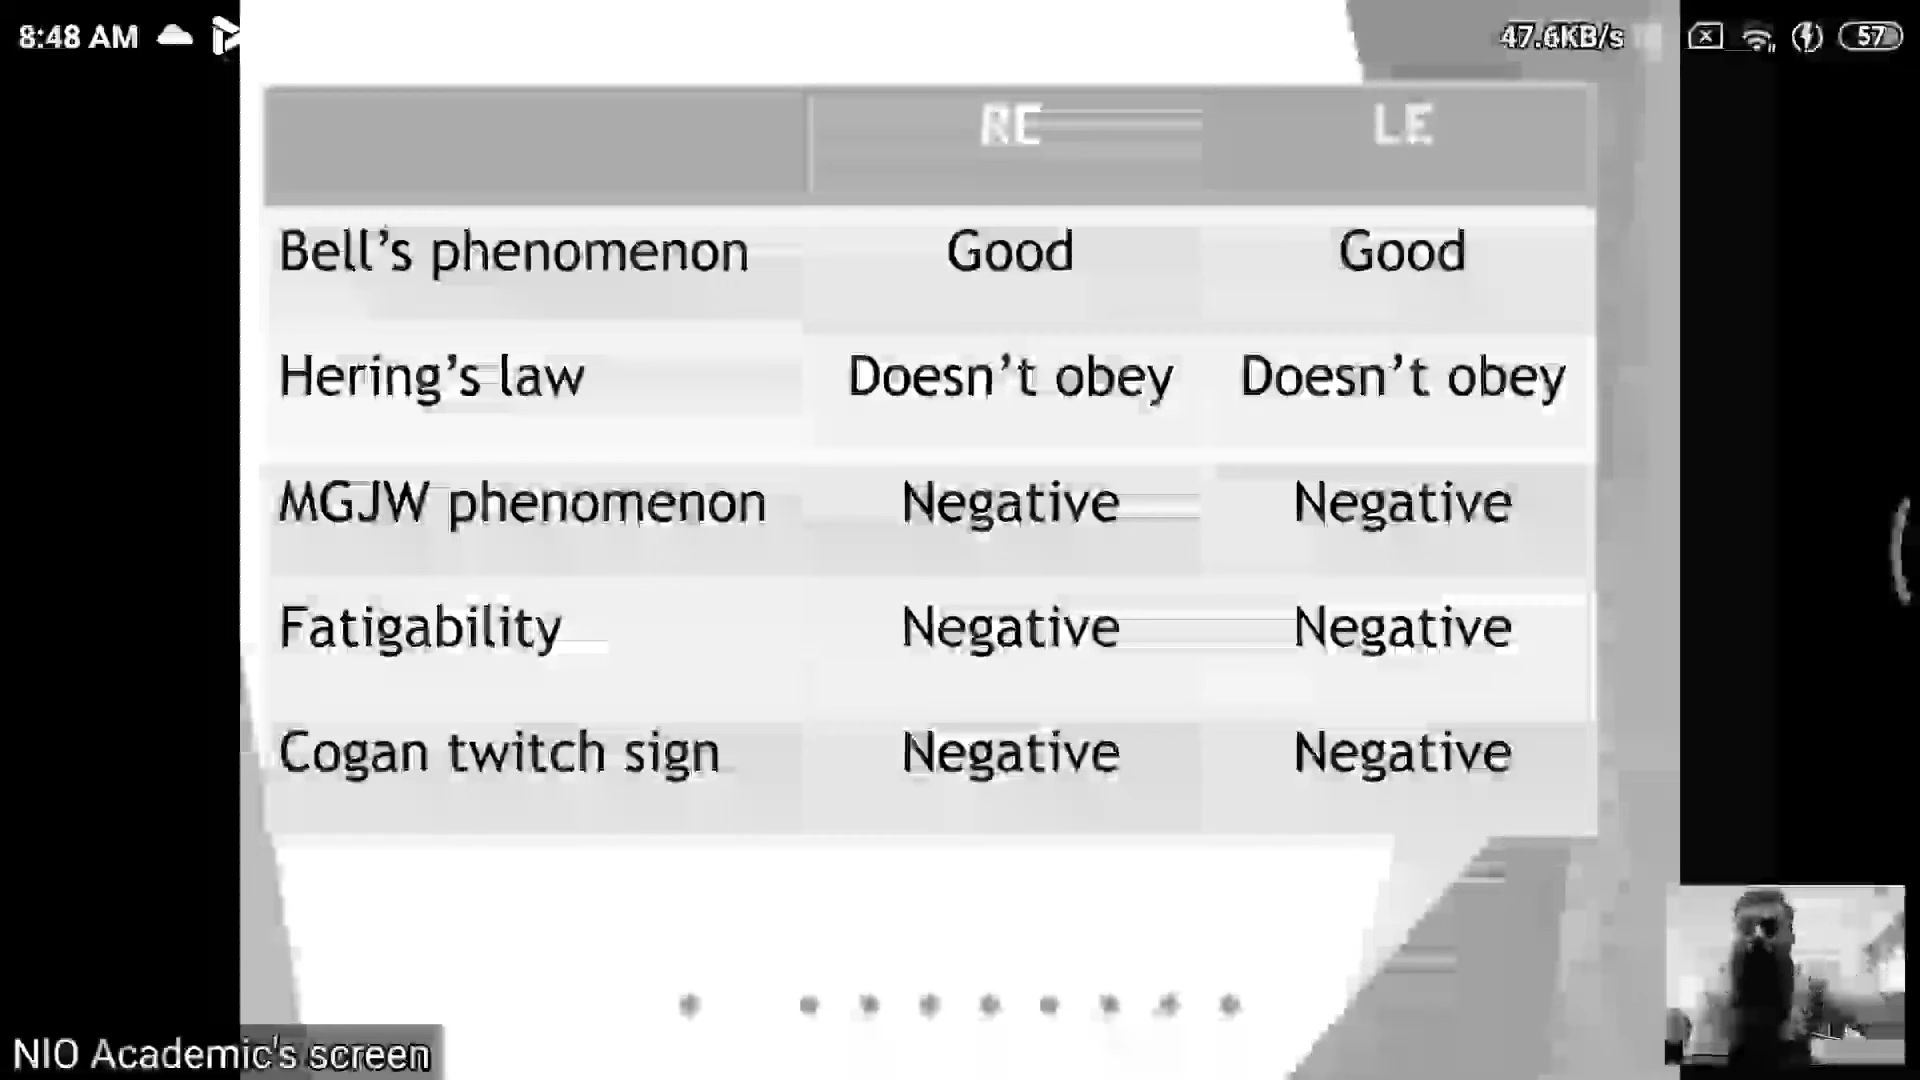 8:48 AM
47.6KB/s
57
RE LE
Bell’s phenomenon Good Good
Hering’s law Doesn’t obey Doesn’t obey
MGJW phenomenon Negative Negative
Fatigability Negative Negative
Cogan twitch sign Negative Negative
NIO Academic's screen